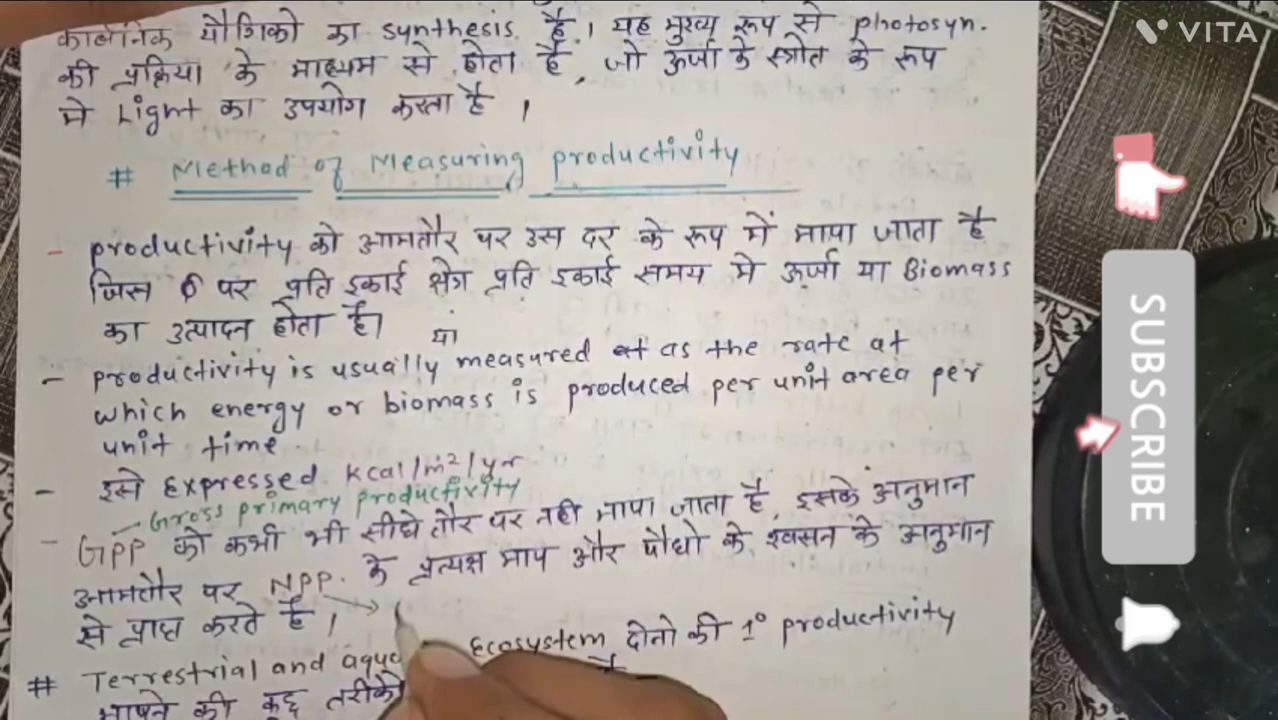 कार्बनिक यौगिको का synthesis है। यह मुख्य रूप से photosyn.
की प्रक्रिया के माध्यम से होता है, जो ऊर्जा के स्त्रोत के रूप
मे Light का उपयोग करता है।
# Method of Measuring productivity
- productivity को आमतौर पर उस दर के रूप में मापा जाता है
जिस पर प्रति इकाई क्षेत्र प्रति इकाई समय मे ऊर्जा या Biomass
का उत्पादन होता है।
या
- productivity is usually measured as the rate at
which energy or biomass is produced per unit area per
unit time
- इसे Expressed Kcal/m²/yr
Gross primary productivity
- GPP को कभी भी सीधे तौर पर नही मापा जाता है, इसके अनुमान
आमतौर पर NPP. के प्रत्यक्ष माप और पौधो के श्वसन के अनुमान
से प्राप्त करते है।
# Terrestrial and Ecosystem दोनो की 1° productivity
मापने की कुछ है
VITA
SUBSCRIBE